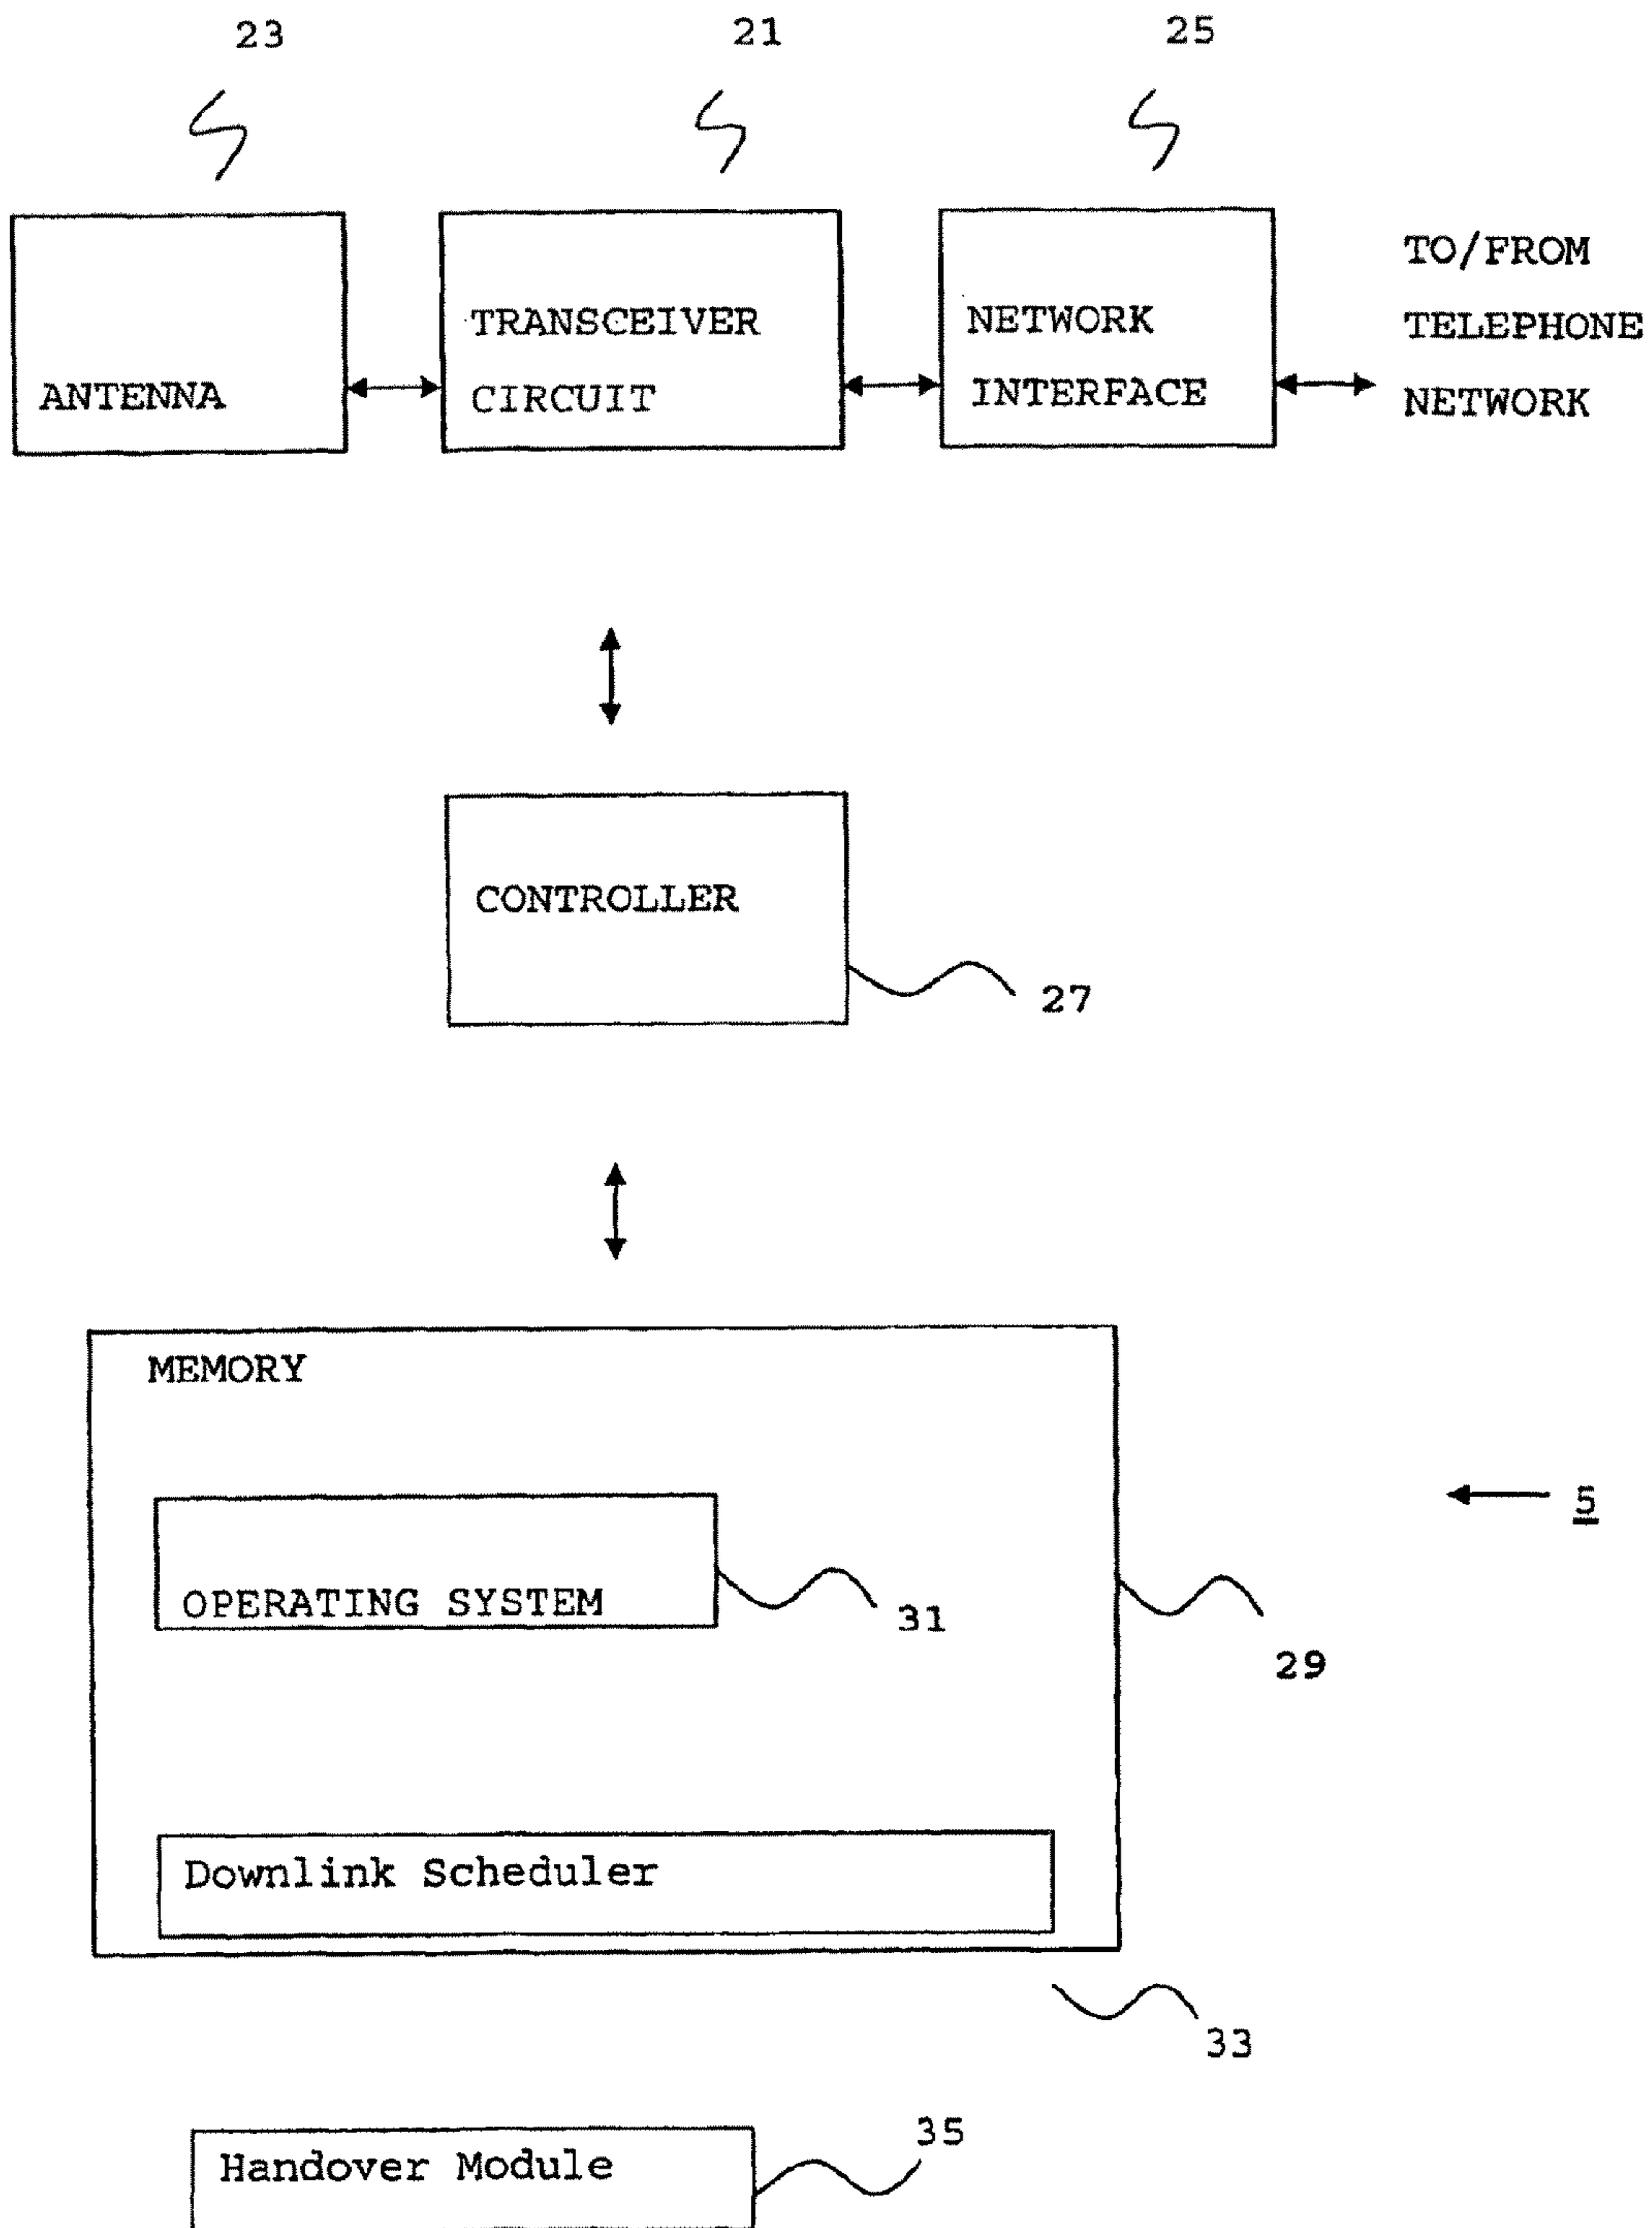 23 21 25
TO/FROM
TRANSCEIVER NETWORK TELEPHONE
ANTENNA CIRCUIT INTERFACE NETWORK
CONTROLLER
27
MEMORY
5
OPERATING SYSTEM 31
29
Downlink Scheduler
33
35
Handover Module